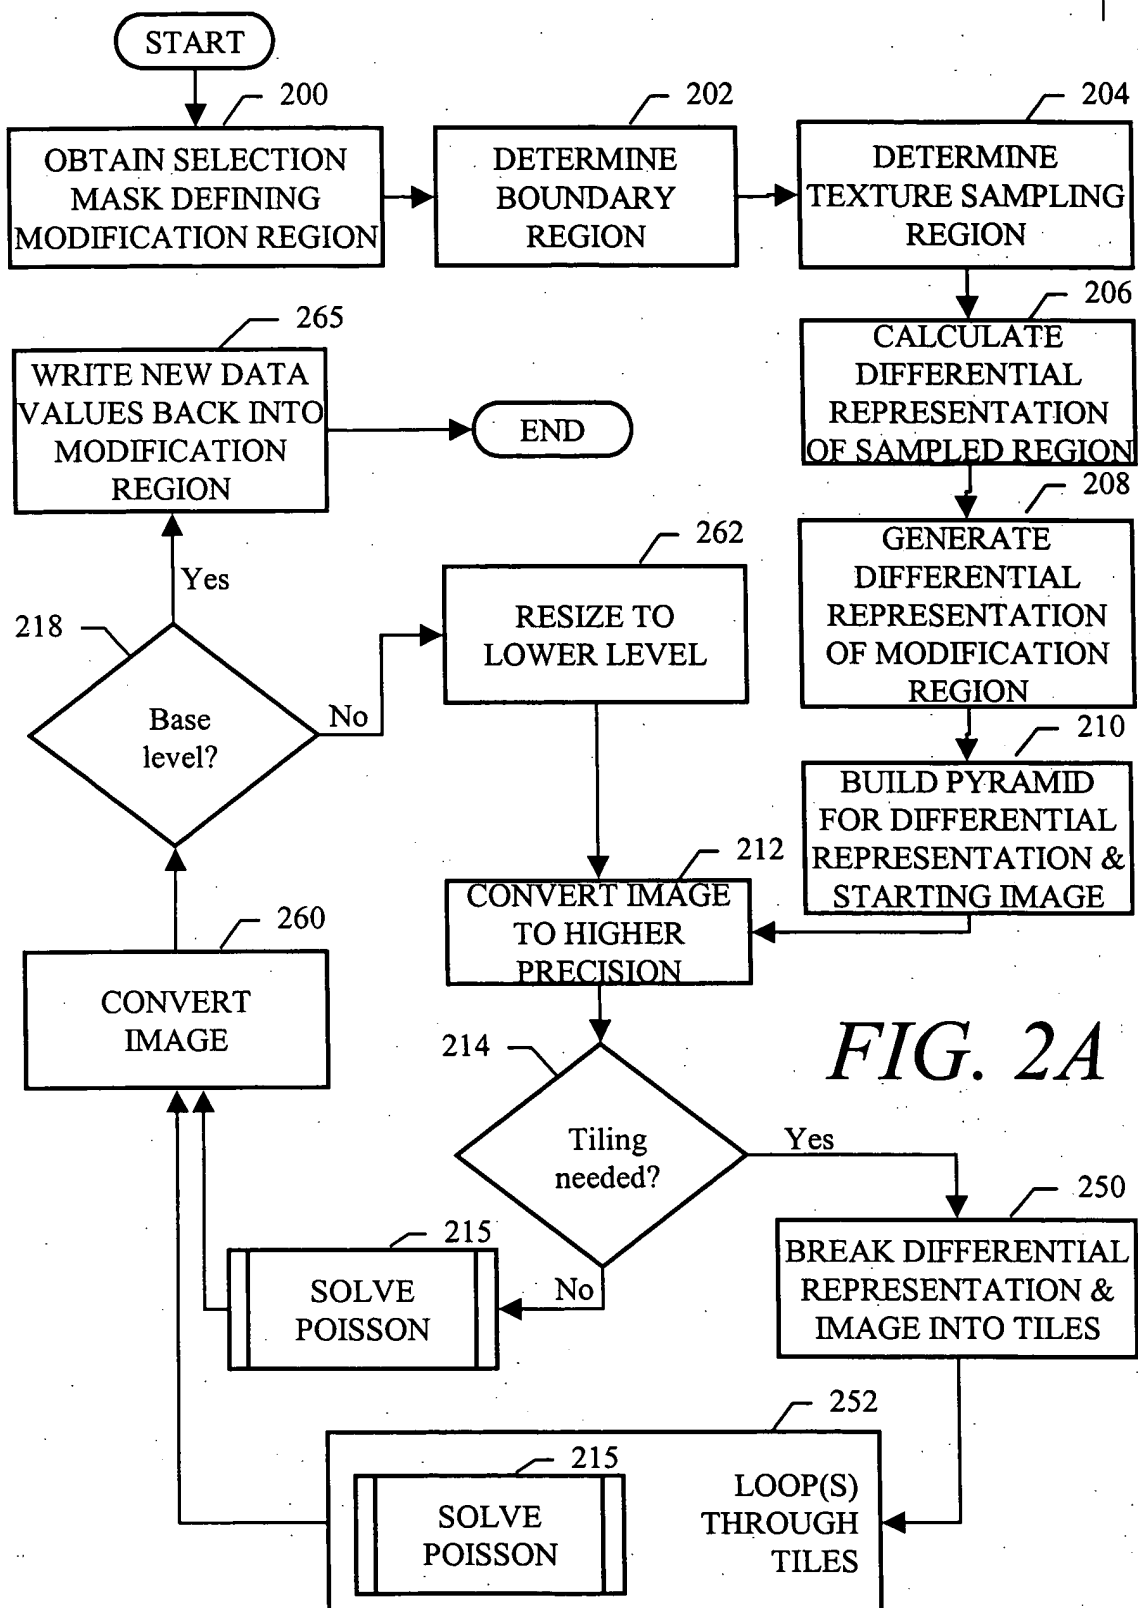 START
200
OBTAIN SELECTION
MASK DEFINING
MODIFICATION REGION
202
DETERMINE
BOUNDARY
REGION
204
DETERMINE
TEXTURE SAMPLING
REGION
206
CALCULATE
DIFFERENTIAL
REPRESENTATION
OF SAMPLED REGION
208
GENERATE
DIFFERENTIAL
REPRESENTATION
OF MODIFICATION
REGION
210
BUILD PYRAMID
FOR DIFFERENTIAL
REPRESENTATION &
STARTING IMAGE
265
WRITE NEW DATA
VALUES BACK INTO
MODIFICATION
REGION
END
Yes
218
Base
level?
No
262
RESIZE TO
LOWER LEVEL
212
CONVERT IMAGE
TO HIGHER
PRECISION
260
CONVERT
IMAGE
214
Tiling
needed?
Yes
No
FIG. 2A
215
SOLVE
POISSON
250
BREAK DIFFERENTIAL
REPRESENTATION &
IMAGE INTO TILES
252
215
SOLVE
POISSON
LOOP(S)
THROUGH
TILES